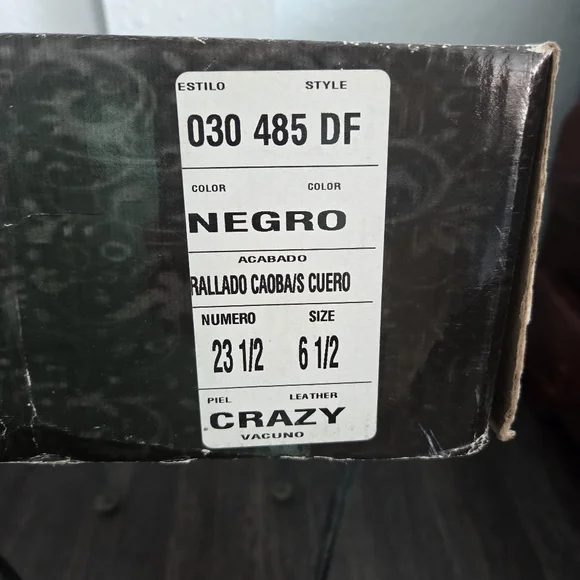 ESTILO STYLE
030 485 DF
COLOR COLOR
NEGRO
ACABADO
RALLADO CAOBA/S CUERO
NUMERO SIZE
23 1/2 6 1/2
PIEL LEATHER
CRAZY
VACUNO